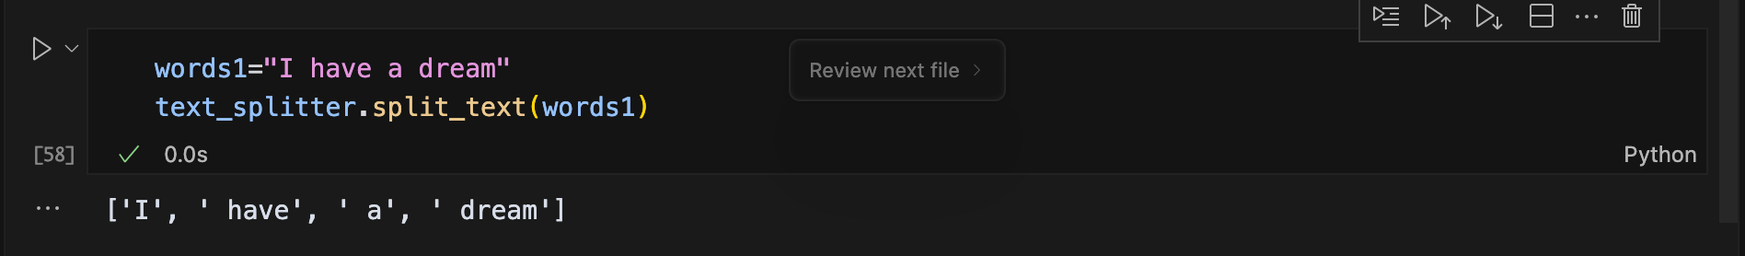 words1="I have a dream"
Review next file
text_splitter.split_text(words1)
[58]
0.0s
Python
['I', ' have', ' a', ' dream']